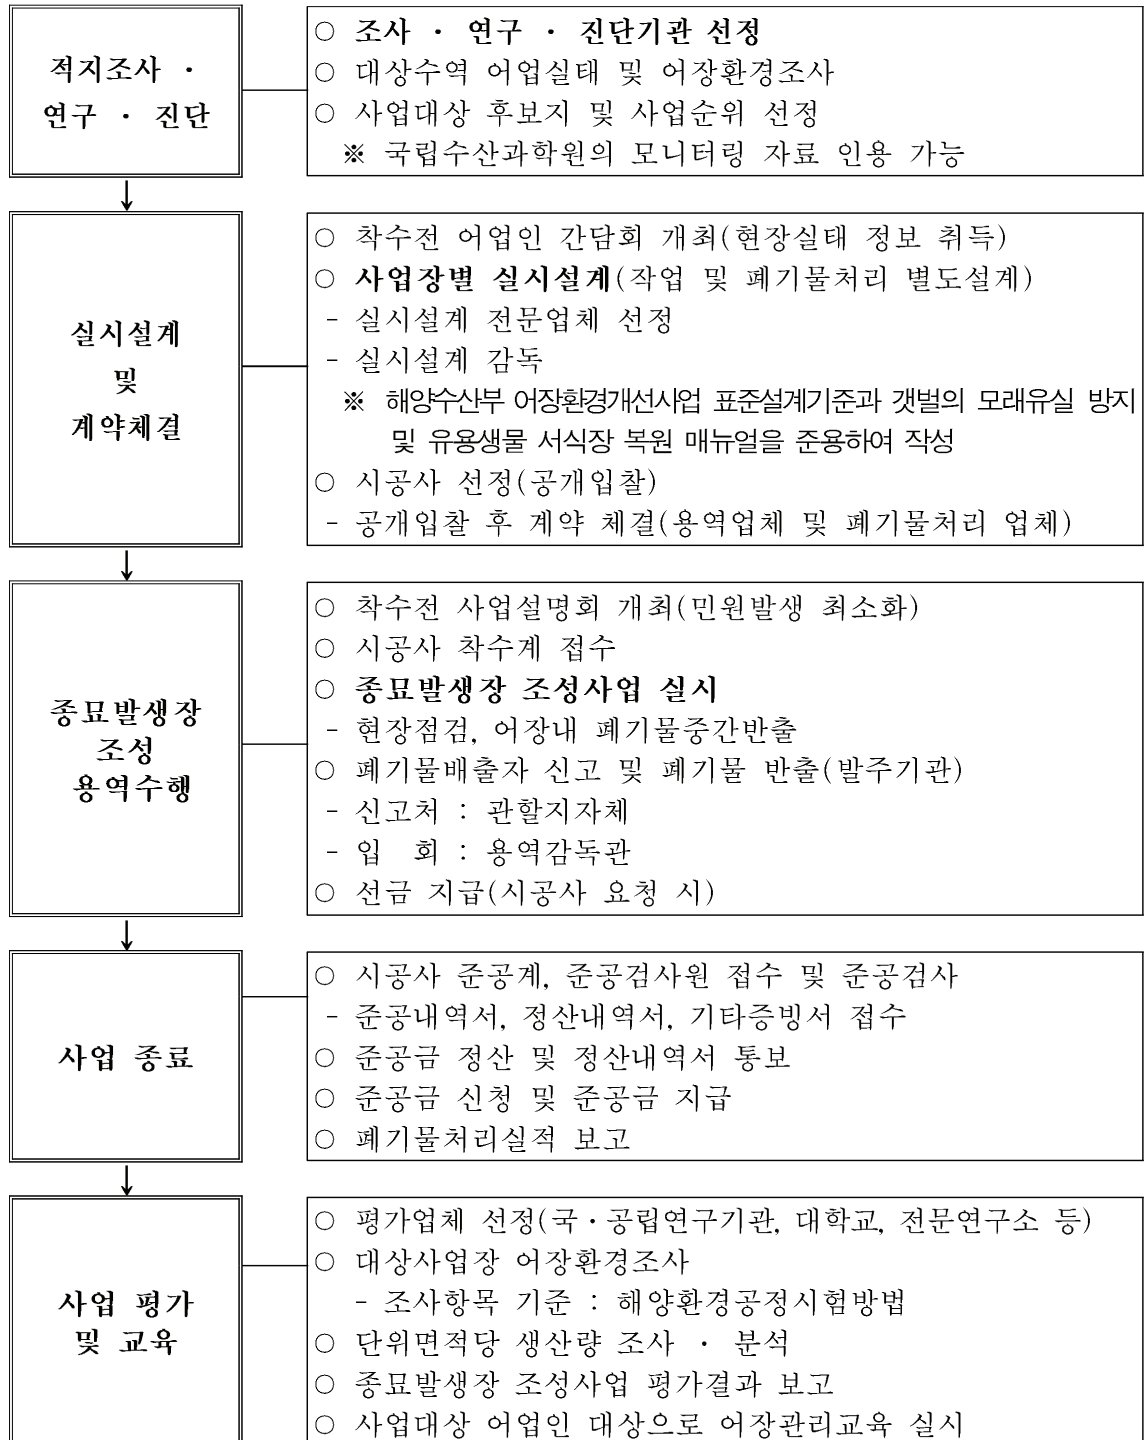 적지조사 ·
연구 · 진단
○ 조사 · 연구 · 진단기관 선정
○ 대상수역 어업실태 및 어장환경조사
○ 사업대상 후보지 및 사업순위 선정
※ 국립수산과학원의 모니터링 자료 인용 가능
실시설계
및
계약체결
○ 착수전 어업인 간담회 개최(현장실태 정보 취득)
○ 사업장별 실시설계(작업 및 폐기물처리 별도설계)
- 실시설계 전문업체 선정
- 실시설계 감독
※ 해양수산부 어장환경개선사업 표준설계기준과 갯벌의 모래유실 방지
및 유용생물 서식장 복원 매뉴얼을 준용하여 작성
○ 시공사 선정(공개입찰)
- 공개입찰 후 계약 체결(용역업체 및 폐기물처리 업체)
종묘발생장
조성
용역수행
○ 착수전 사업설명회 개최(민원발생 최소화)
○ 시공사 착수계 접수
○ 종묘발생장 조성사업 실시
- 현장점검, 어장내 폐기물중간반출
○ 폐기물배출자 신고 및 폐기물 반출(발주기관)
- 신고처 : 관할지자체
- 입 회 : 용역감독관
○ 선금 지급(시공사 요청 시)
사업 종료
○ 시공사 준공계, 준공검사원 접수 및 준공검사
- 준공내역서, 정산내역서, 기타증빙서 접수
○ 준공금 정산 및 정산내역서 통보
○ 준공금 신청 및 준공금 지급
○ 폐기물처리실적 보고
사업 평가
및 교육
○ 평가업체 선정(국·공립연구기관, 대학교, 전문연구소 등)
○ 대상사업장 어장환경조사
- 조사항목 기준 : 해양환경공정시험방법
○ 단위면적당 생산량 조사 · 분석
○ 종묘발생장 조성사업 평가결과 보고
○ 사업대상 어업인 대상으로 어장관리교육 실시